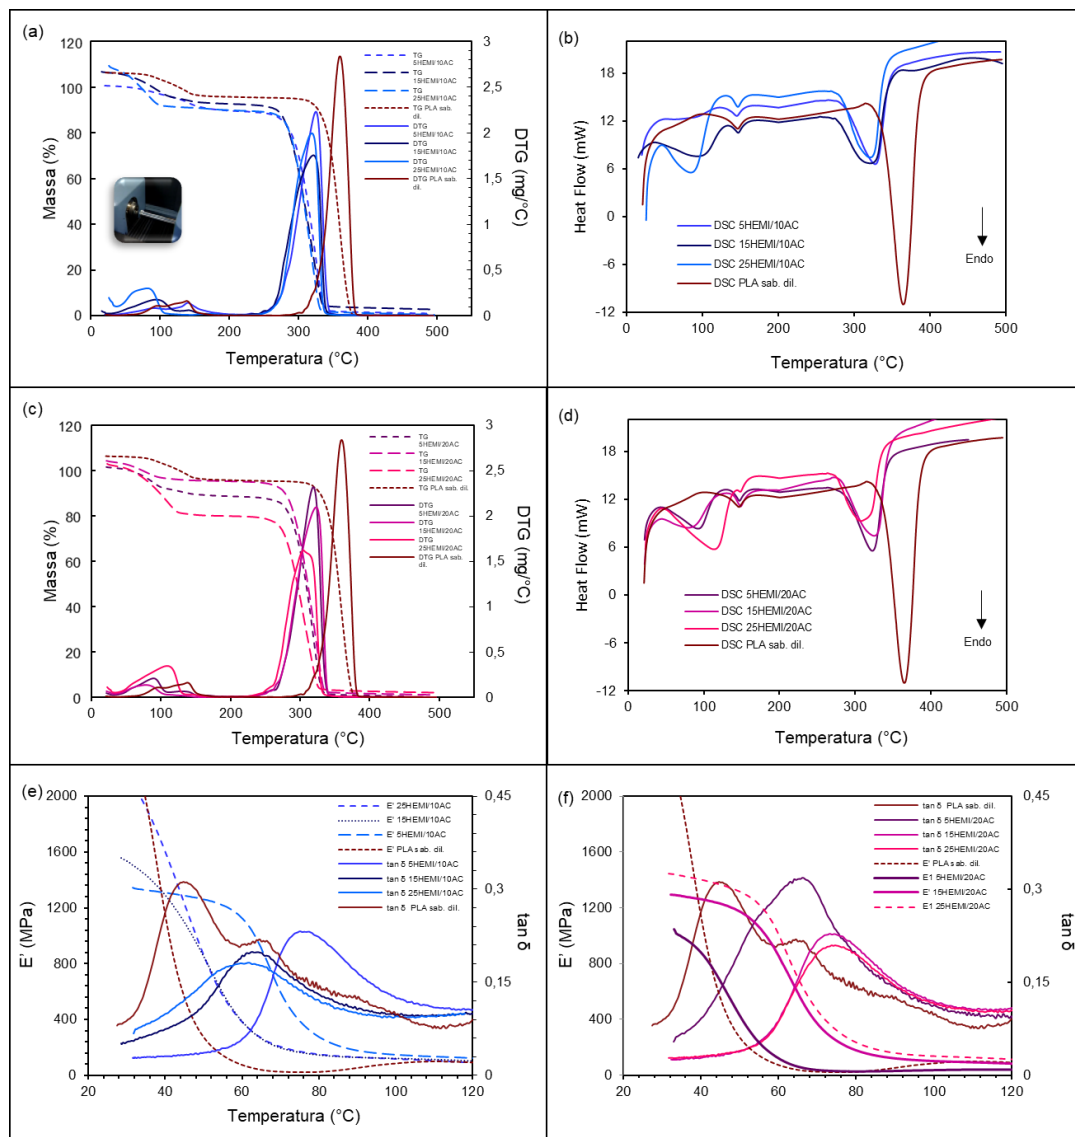 (a)
120
100
80
60
40
20
0
Massa (%)
3
2,5
2
1,5
1
0,5
0
DTG (mg/°C)
0
100
200
300
400
500
Temperatura (°C)
TG
5HEMI/10AC
TG
15HEMI/10AC
TG
25HEMI/10AC
TG PLA sab.
dil.
DTG
5HEMI/10AC
DTG
15HEMI/10AC
DTG
25HEMI/10AC
DTG PLA sab.
dil.
(b)
18
12
6
0
-6
-12
Heat Flow (mW)
0
100
200
300
400
500
Temperatura (°C)
DSC 5HEMI/10AC
DSC 15HEMI/10AC
DSC 25HEMI/10AC
DSC PLA sab. dil.
Endo
(c)
120
100
80
60
40
20
0
Massa (%)
3
2,5
2
1,5
1
0,5
0
DTG (mg/°C)
0
100
200
300
400
500
Temperatura (°C)
TG
5HEMI/20AC
TG
15HEMI/20AC
TG
25HEMI/20AC
TG PLA sab. dil.
DTG
5HEMI/20AC
DTG
15HEMI/20AC
DTG
25HEMI/20AC
DTG PLA sab.
dil.
(d)
18
12
6
0
-6
-12
Heat Flow (mW)
0
100
200
300
400
500
Temperatura (°C)
DSC 5HEMI/20AC
DSC 15HEMI/20AC
DSC 25HEMI/20AC
DSC PLA sab. dil.
Endo
(e)
2000
1600
1200
800
400
0
E’ (MPa)
0,45
0,3
0,15
0
tan δ
20
40
60
80
100
120
Temperatura (°C)
E' 25HEMI/10AC
E' 15HEMI/10AC
E' 5HEMI/10AC
E' PLA sab. dil.
tan δ 5HEMI/10AC
tan δ 15HEMI/10AC
tan δ 25HEMI/10AC
tan δ PLA sab. dil.
(f)
2000
1600
1200
800
400
0
E’ (MPa)
0,45
0,3
0,15
0
tan δ
20
40
60
80
100
120
Temperatura (°C)
tan δ PLA sab. dil.
tan δ 5HEMI/20AC
tan δ 15HEMI/20AC
tan δ 25HEMI/20AC
E' PLA sab. dil.
E1 5HEMI/20AC
E' 15HEMI/20AC
E1 25HEMI/20AC